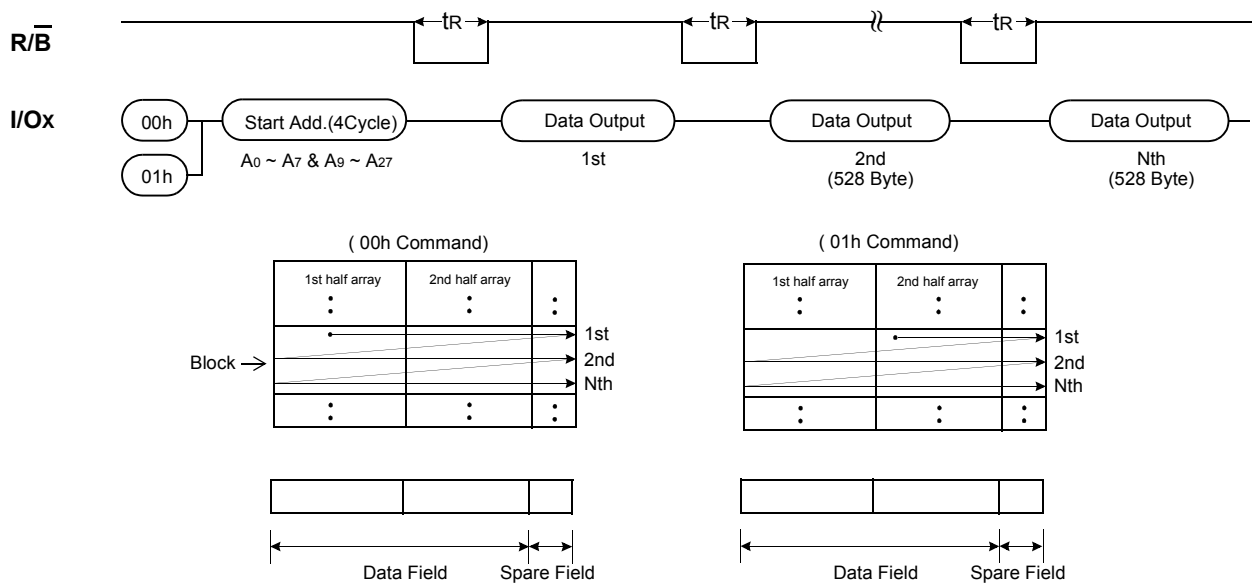 R/B tR tR tR
I/Ox 00h Start Add.(4Cycle) Data Output Data Output Data Output
A0 ~ A7 & A9 ~ A27 1st 2nd Nth
01h (528 Byte) (528 Byte)
( 00h Command) ( 01h Command)
1st half array 2nd half array 1st half array 2nd half array
1st 1st
Block 2nd 2nd
Nth Nth
Data Field Spare Field Data Field Spare Field